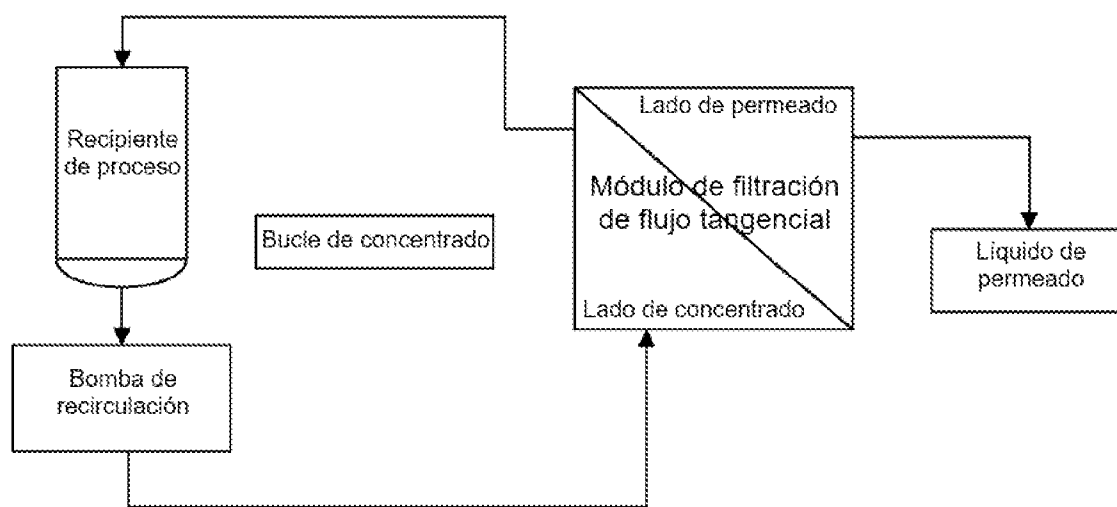 Recipiente
de proceso
Bucle de concentrado
Lado de permeado
Módulo de filtración
de flujo tangencial
Lado de concentrado
Líquido de
permeado
Bomba de
recirculación